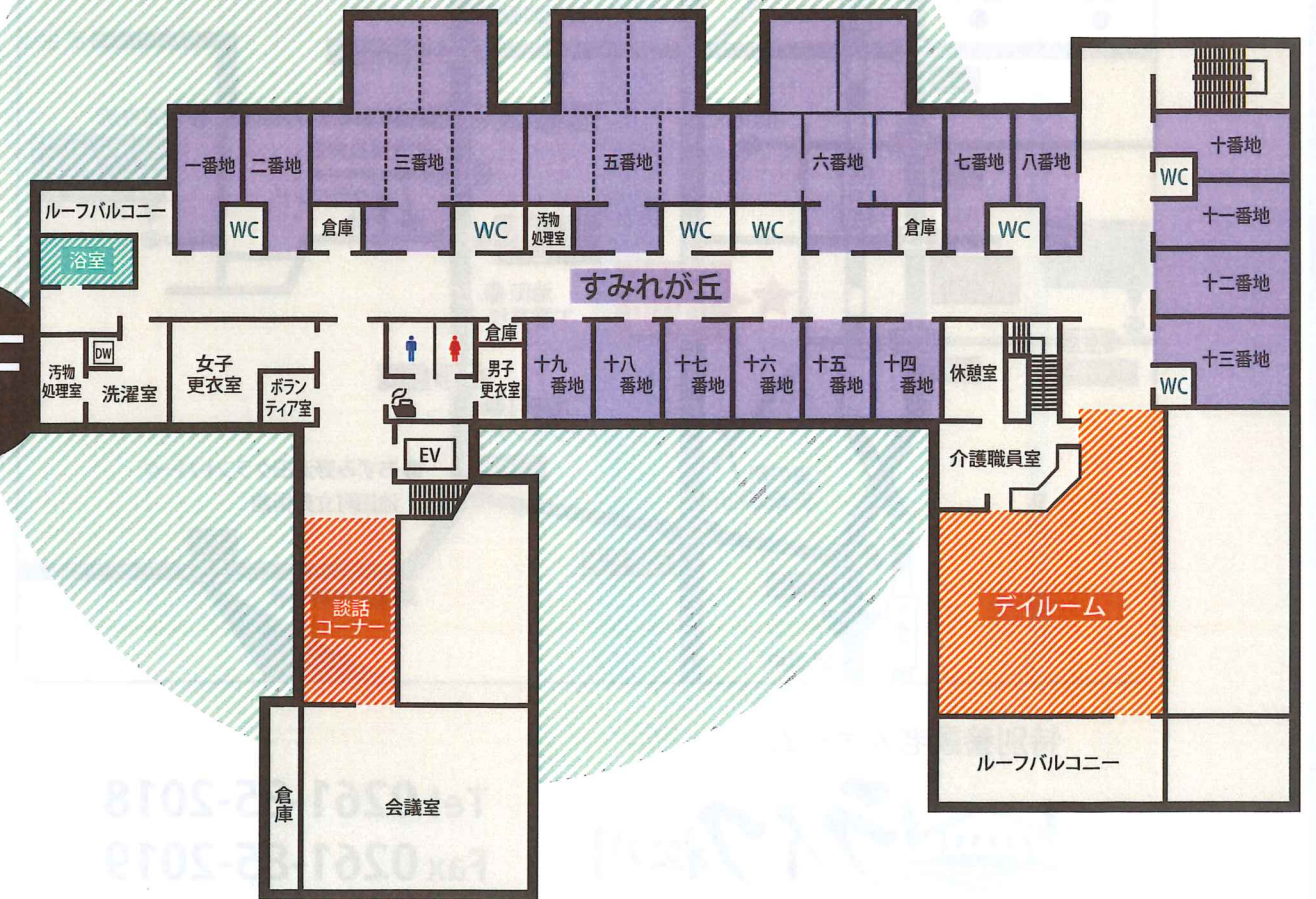 一番地
二番地
三番地
五番地
六番地
七番地
八番地
十番地
WC
十一番地
十二番地
十三番地
WC
ルーフバルコニー
浴室
WC
倉庫
WC
汚物
処理室
WC
WC
倉庫
WC
すみれが丘
汚物
処理室
DW
洗濯室
女子
更衣室
ボラン
ティア室
倉庫
男子
更衣室
十九
番地
十八
番地
十七
番地
十六
番地
十五
番地
十四
番地
休憩室
EV
介護職員室
談話
コーナー
デイルーム
ルーフバルコニー
倉庫
会議室
Tel 0261-85-2018
Fax 0261-85-2019